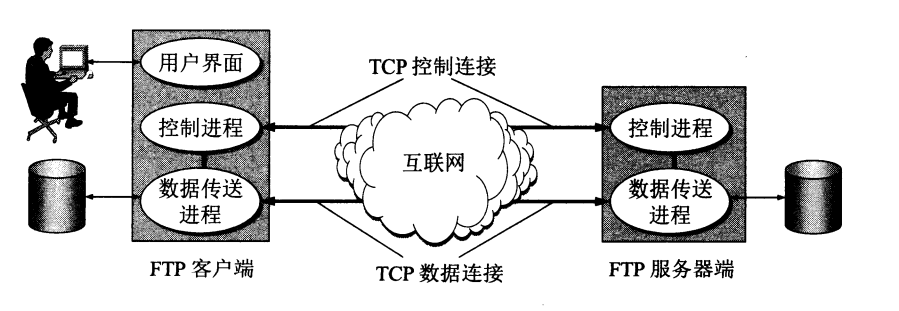 用户界面
TCP 控制连接
控制进程
互联网
控制进程
数据传送
进程
数据传送
进程
FTP 客户端
TCP 数据连接
FTP 服务器端